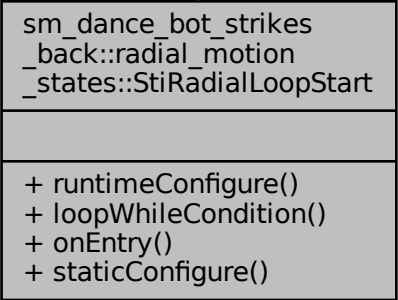 sm_dance_bot_strikes
_back::radial_motion
_states::StiRadialLoopStart
+ runtimeConfigure()
+ loopWhileCondition()
+ onEntry()
+ staticConfigure()